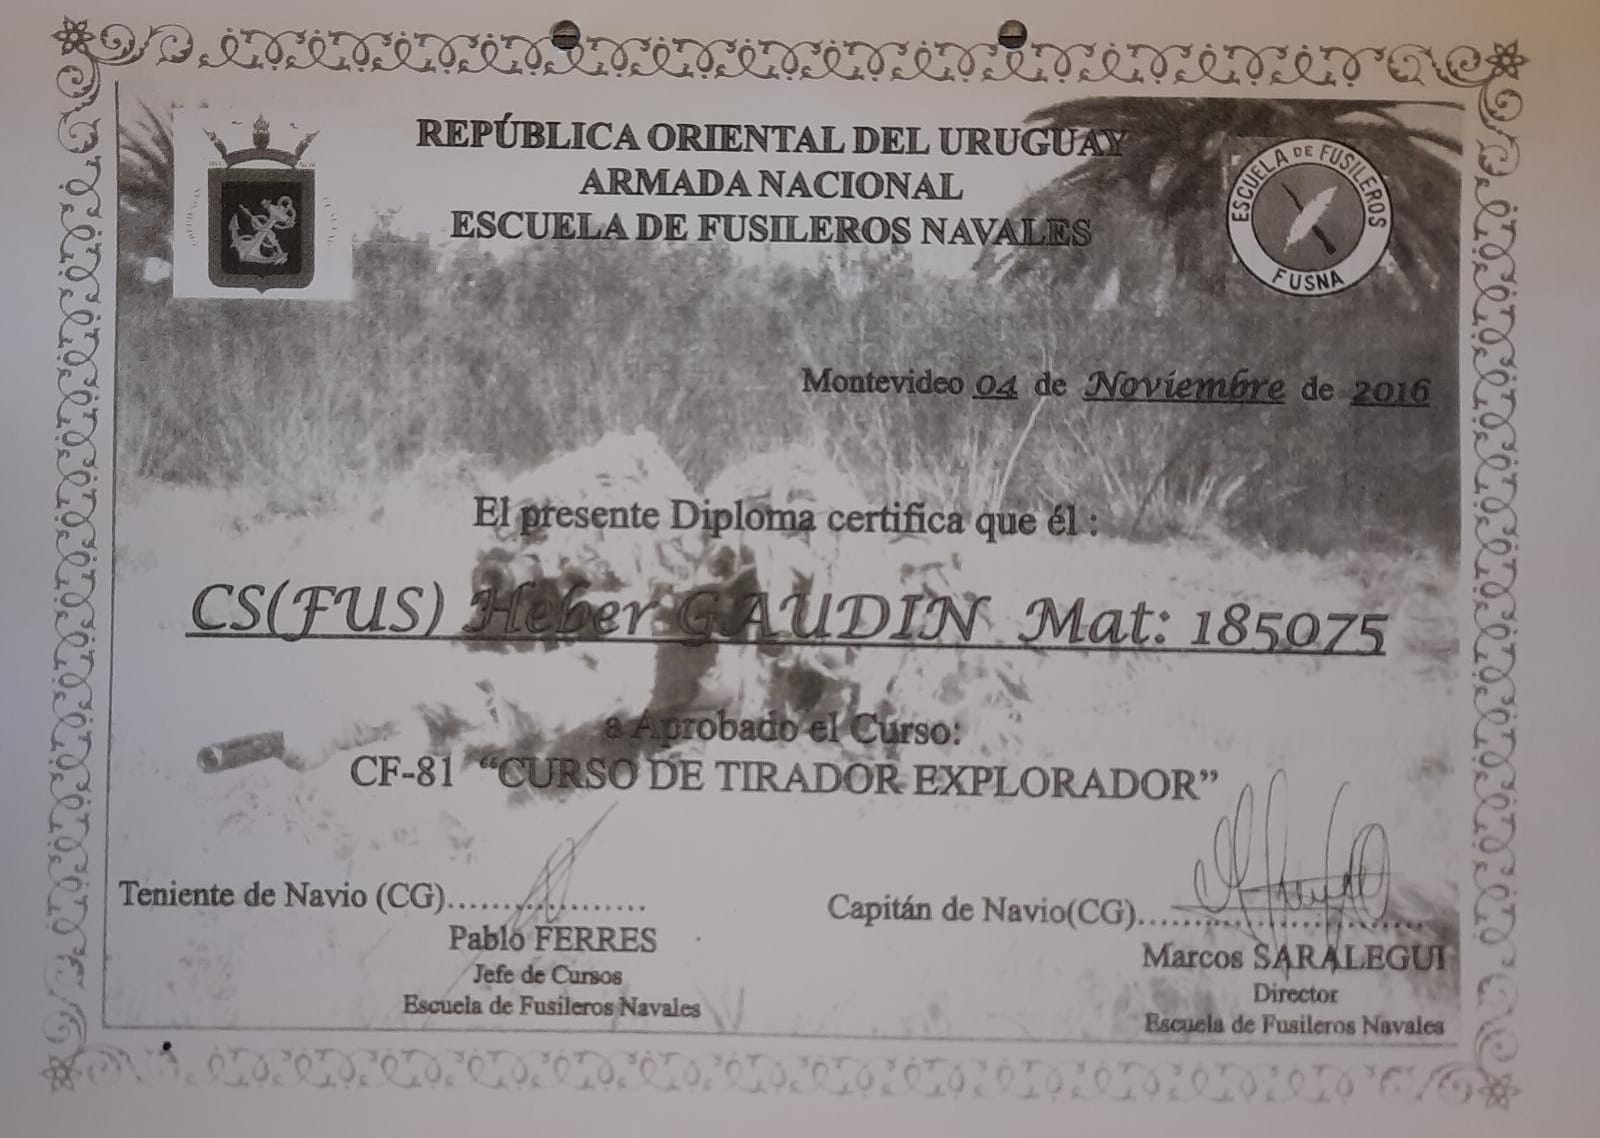 REPÚBLICA ORIENTAL DEL URUGUAY
ARMADA NACIONAL
ESCUELA DE FUSILEROS NAVALES
ESCUELA DE FUSILEROS
FUSNA
Montevideo 04 de Noviembre de 2016
El presente Diploma certifica que él :
CS(FUS) Heber GAUDIN Mat: 185075
a Aprobado el Curso:
CF-81 “CURSO DE TIRADOR EXPLORADOR”
Teniente de Navio (CG)....................
Pablo FERRES
Jefe de Cursos
Escuela de Fusileros Navales
Capitán de Navio(CG)............................
Marcos SARALEGUI
Director
Escuela de Fusileros Navales